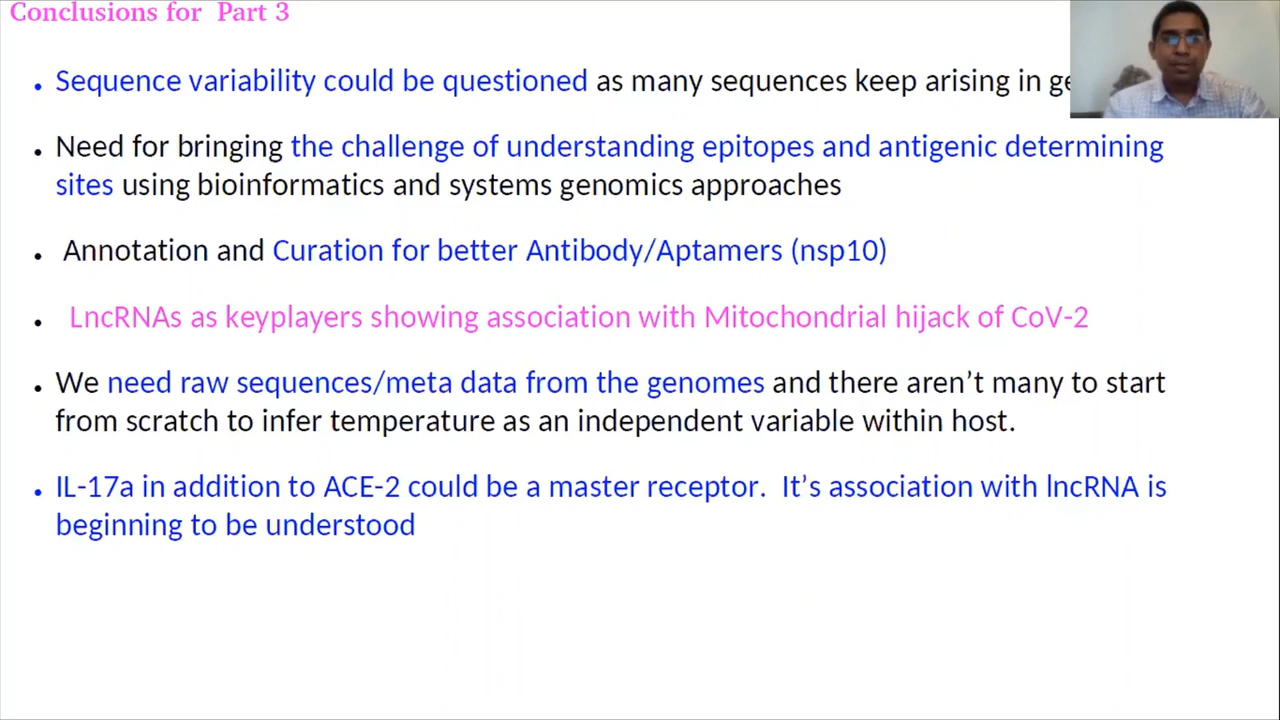 Conclusions for Part 3
• Sequence variability could be questioned as many sequences keep arising in
• Need for bringing the challenge of understanding epitopes and antigenic determining
sites using bioinformatics and systems genomics approaches
• Annotation and Curation for better Antibody/Aptamers (nsp10)
• LncRNAs as keyplayers showing association with Mitochondrial hijack of CoV-2
• We need raw sequences/meta data from the genomes and there aren't many to start
from scratch to infer temperature as an independent variable within host.
• IL-17a in addition to ACE-2 could be a master receptor. It's association with lncRNA is
beginning to be understood